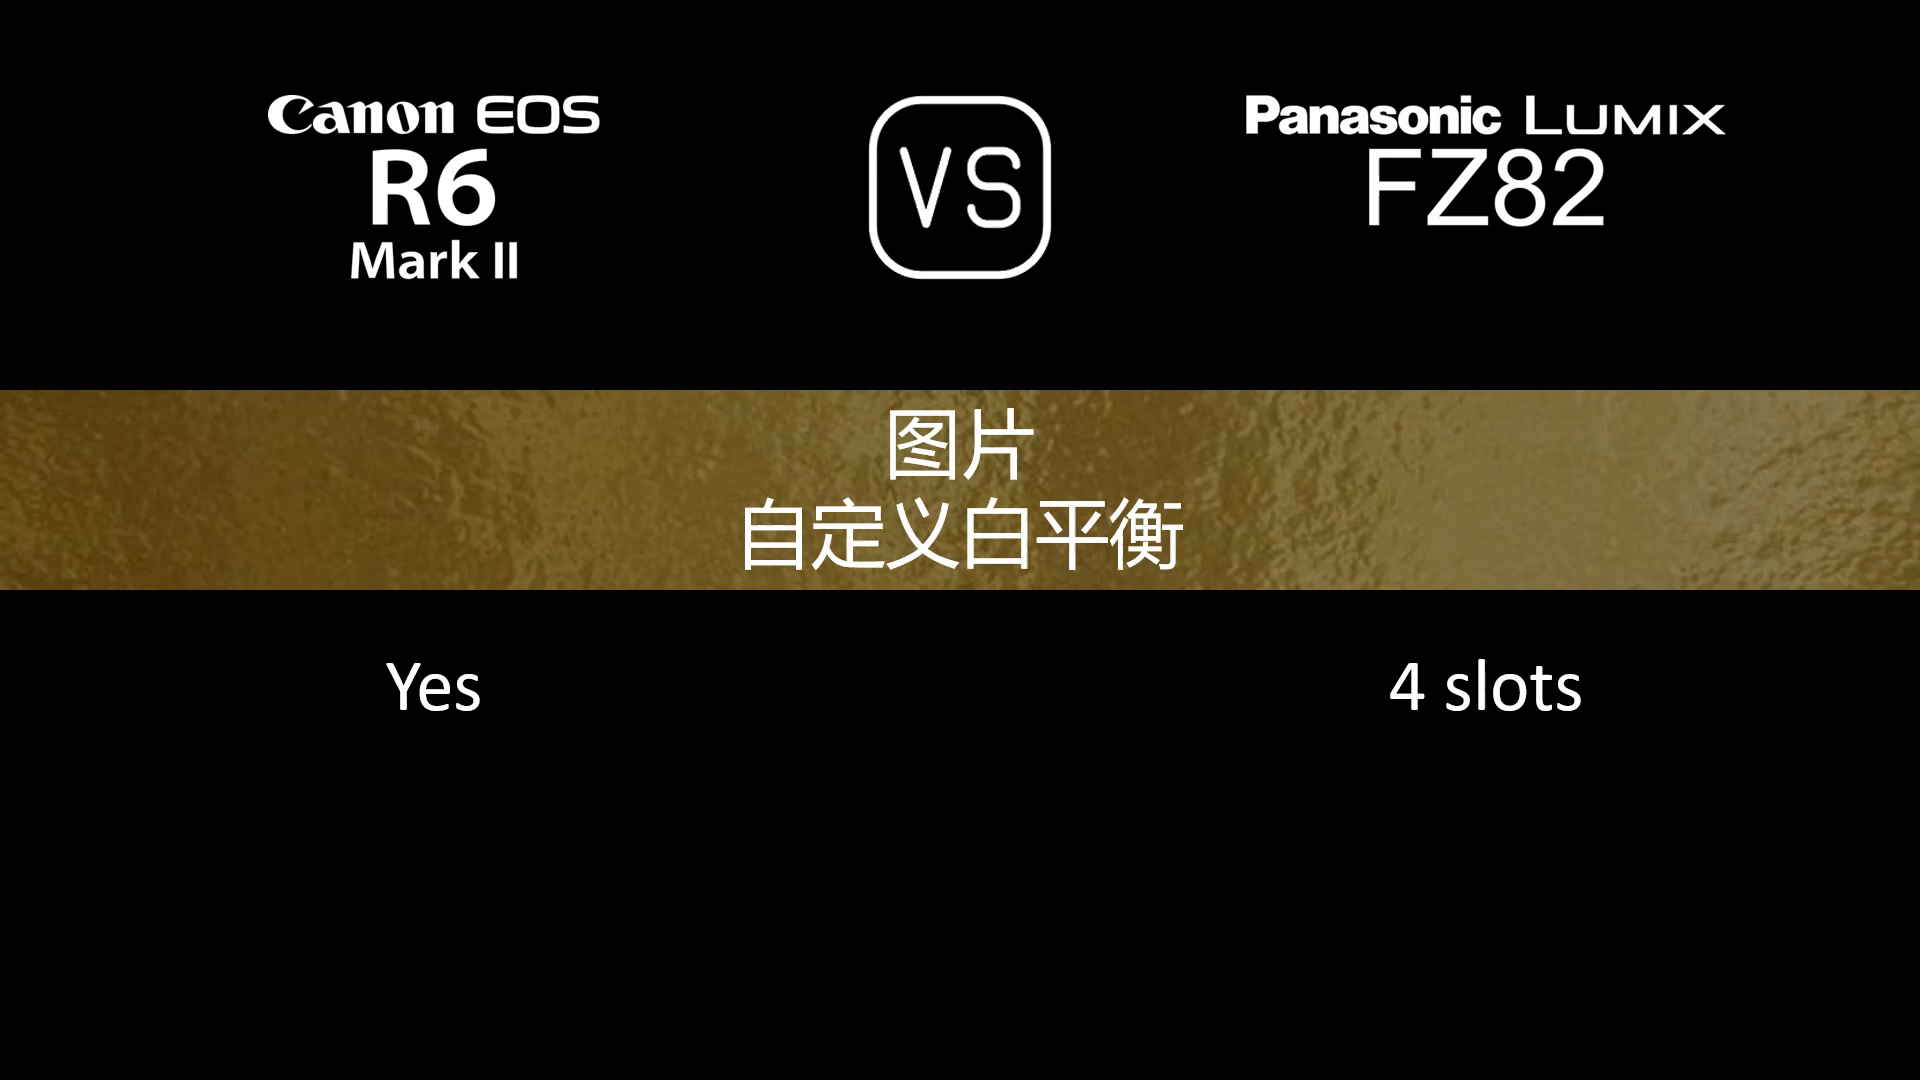 Canon EOS
R6
Mark II
VS
Panasonic LUMIX
FZ82
图片
自定义白平衡
Yes
4 slots